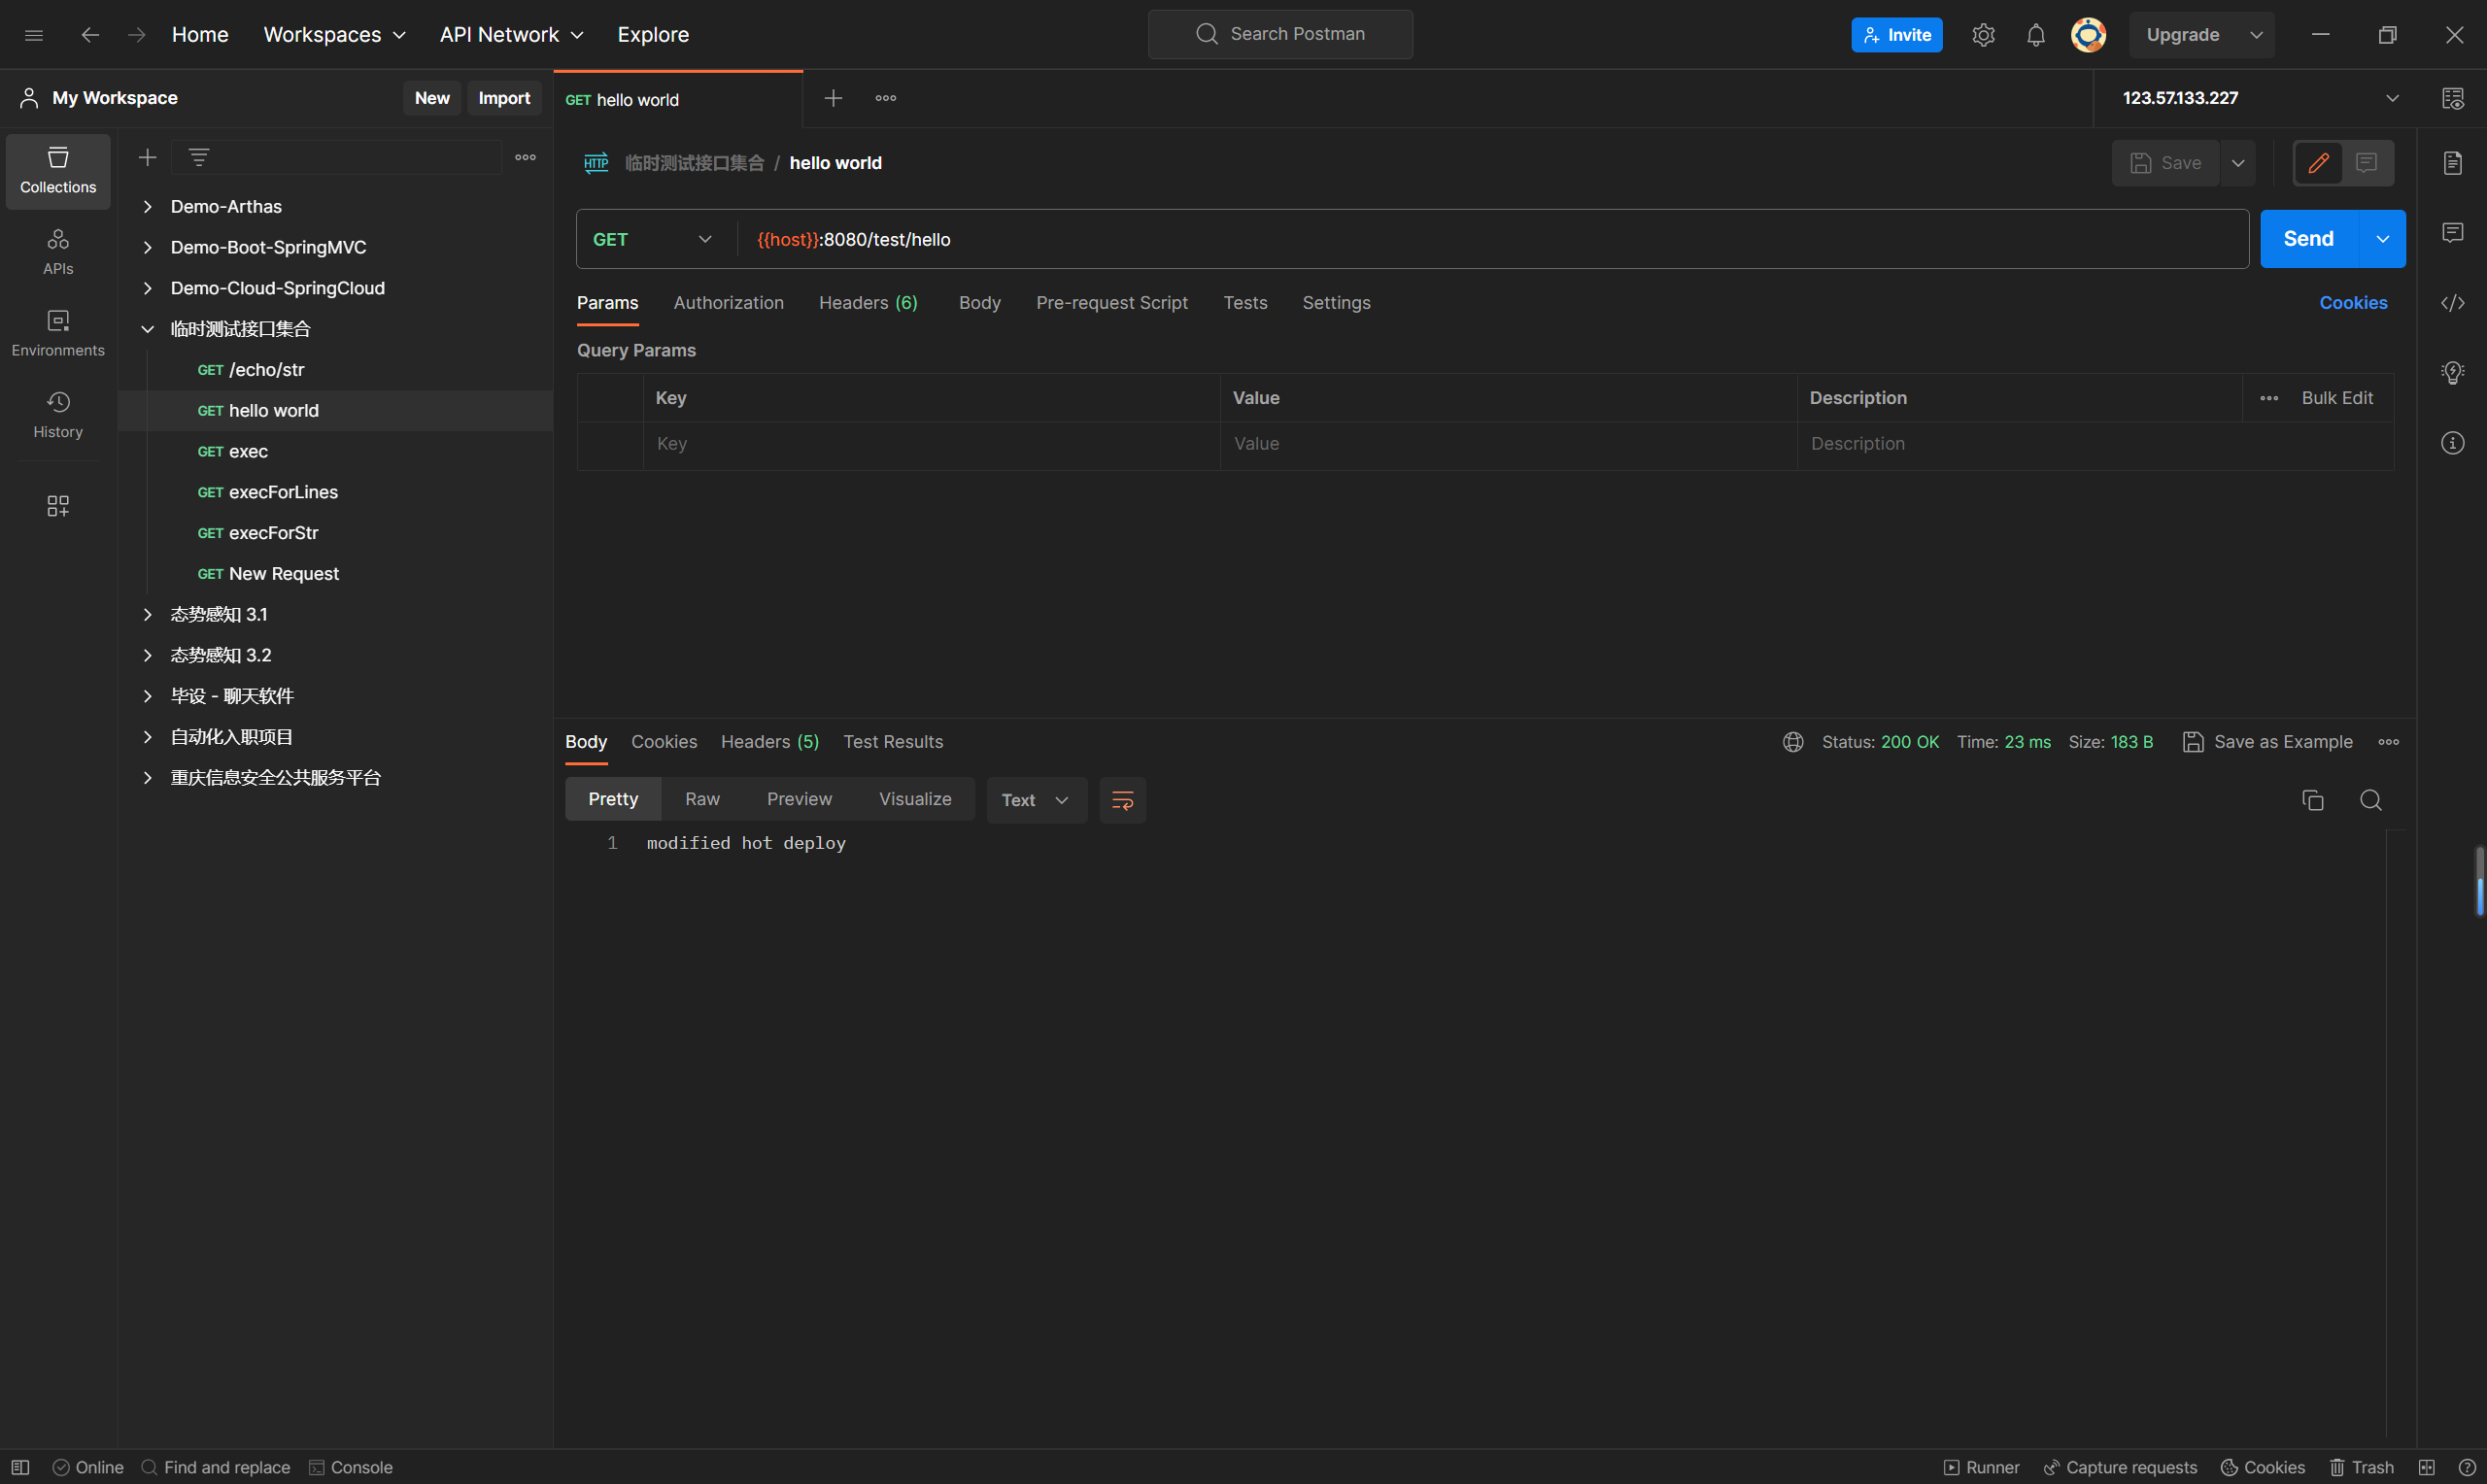 Home Workspaces API Network Explore Search Postman Invite Upgrade
My Workspace New Import GET hello world 123.57.133.227
Collections
APIs
Environments
History
Demo-Arthas
Demo-Boot-SpringMVC
Demo-Cloud-SpringCloud
临时测试接口集合
GET /echo/str
GET hello world
GET exec
GET execForLines
GET execForStr
GET New Request
态势感知 3.1
态势感知 3.2
毕设 - 聊天软件
自动化入职项目
重庆信息安全公共服务平台
HTTP 临时测试接口集合 / hello world Save
GET {{host}}:8080/test/hello Send
Params Authorization Headers (6) Body Pre-request Script Tests Settings Cookies
Query Params
Key Value Description Bulk Edit
Key Value Description
Body Cookies Headers (5) Test Results Status: 200 OK Time: 23 ms Size: 183 B Save as Example
Pretty Raw Preview Visualize Text
1 modified hot deploy
Online Find and replace Console Runner Capture requests Cookies Trash